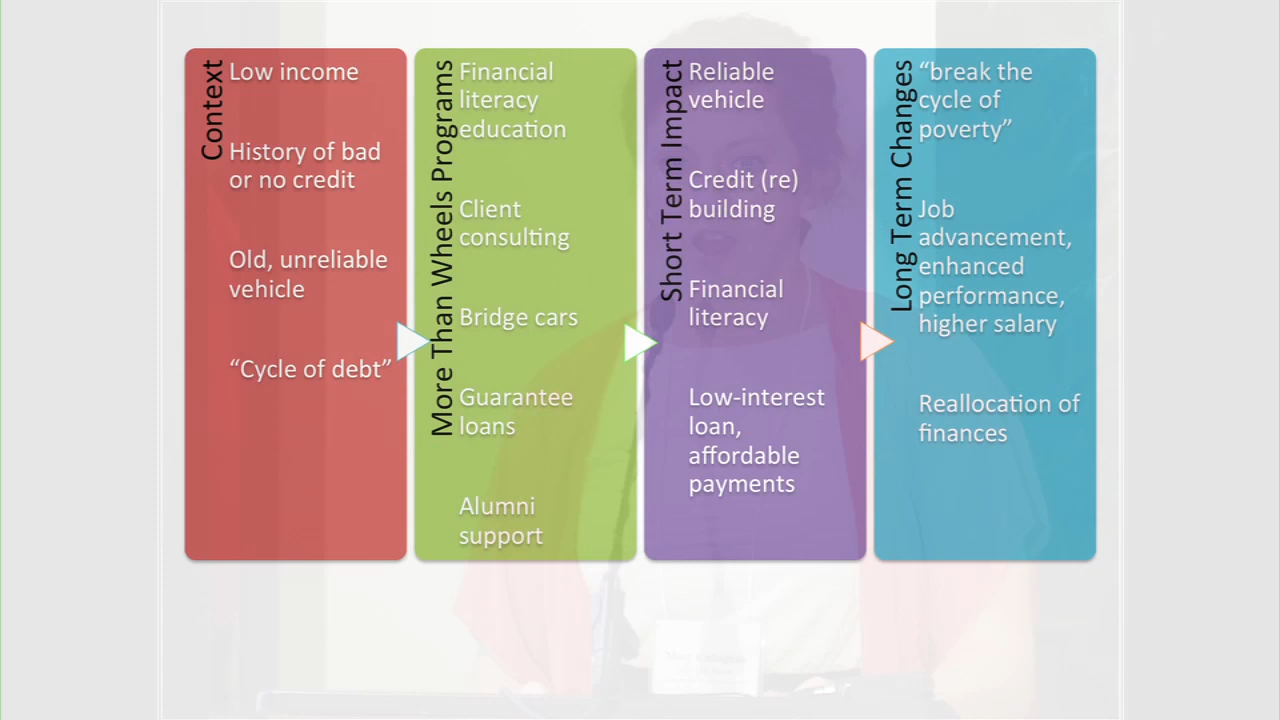 Context
Low income
History of bad
or no credit
Old, unreliable
vehicle
“Cycle of debt”
More Than Wheels Programs
Financial
literacy
education
Client
consulting
Bridge cars
Guarantee
loans
Alumni
support
Short Term Impact
Reliable
vehicle
Credit (re)
building
Financial
literacy
Low-interest
loan,
affordable
payments
Long Term Changes
“break the
cycle of
poverty”
Job
advancement,
enhanced
performance,
higher salary
Reallocation of
finances